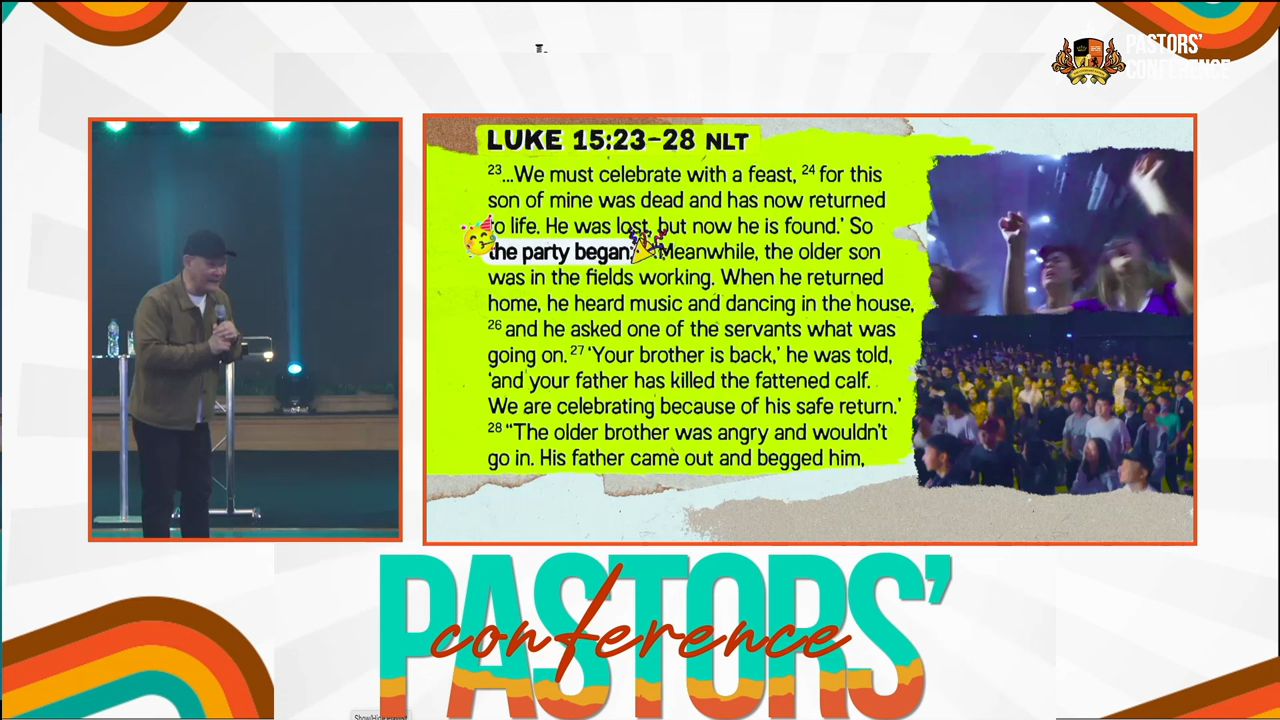 PASTORS'
CONFERENCE
LUKE 15:23-28 NLT
23...We must celebrate with a feast, 24 for this
son of mine was dead and has now returned
to life. He was lost, but now he is found.' So
the party began. Meanwhile, the older son
was in the fields working. When he returned
home, he heard music and dancing in the house,
26 and he asked one of the servants what was
going on. 27 'Your brother is back,' he was told,
'and your father has killed the fattened calf.
We are celebrating because of his safe return.'
28 “The older brother was angry and wouldn't
go in. His father came out and begged him,
PASTORS'
conference